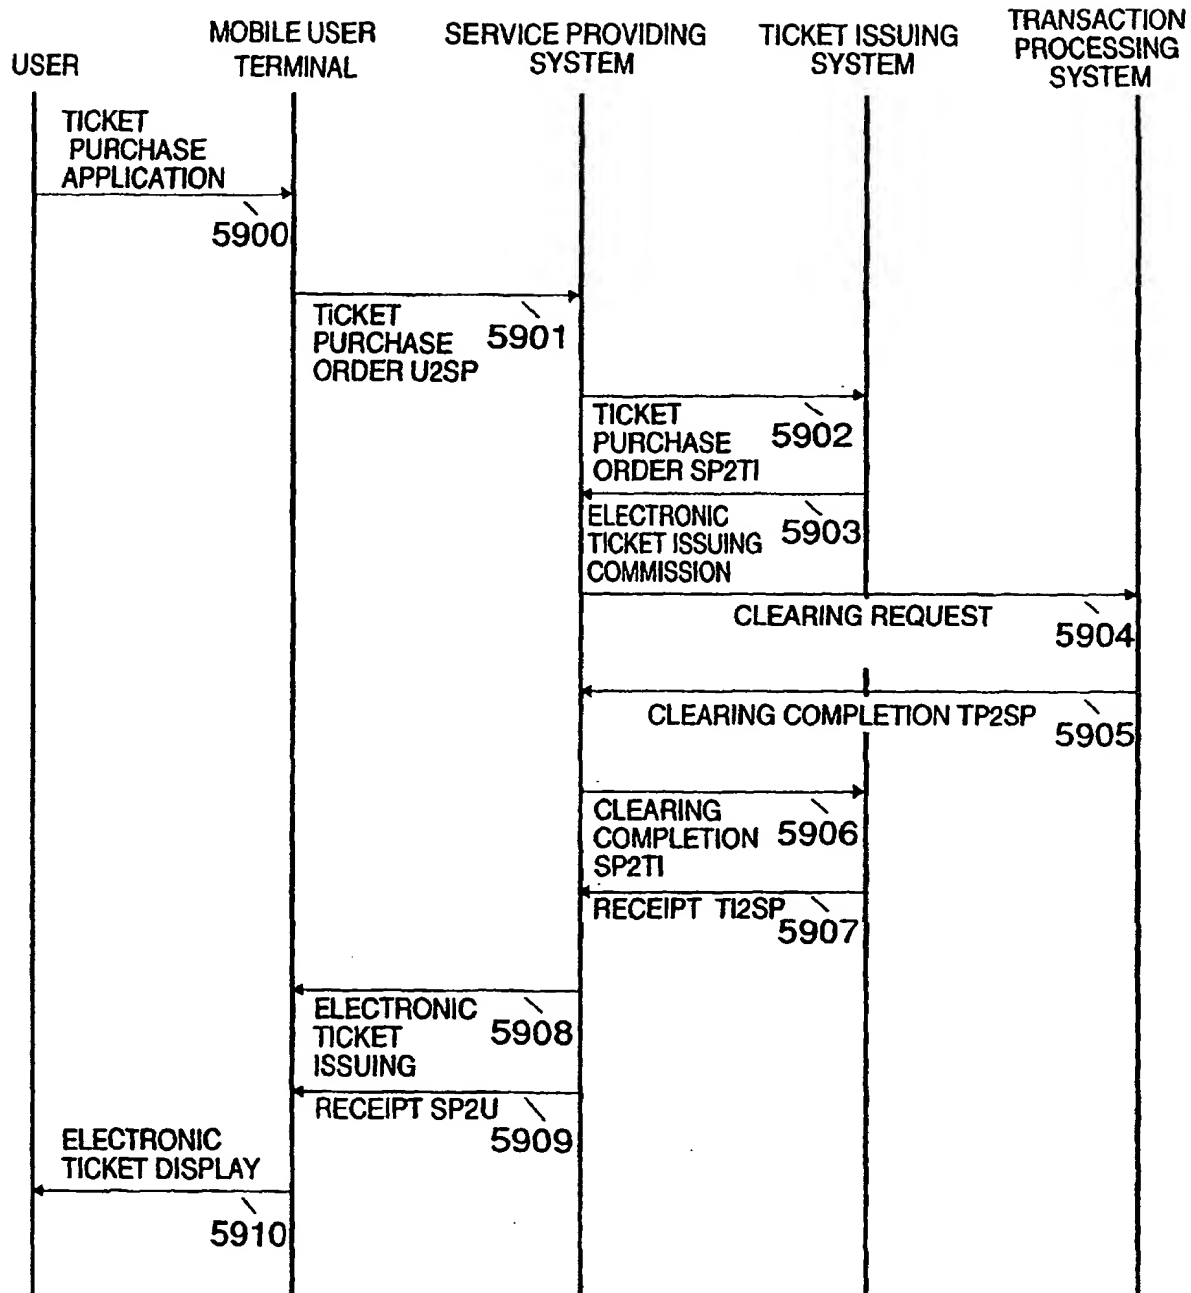 USER
MOBILE USER
TERMINAL
SERVICE PROVIDING
SYSTEM
TICKET ISSUING
SYSTEM
TRANSACTION
PROCESSING
SYSTEM
TICKET
PURCHASE
APPLICATION
5900
TICKET
PURCHASE
ORDER U2SP
5901
TICKET
PURCHASE
ORDER SP2TI
5902
ELECTRONIC
TICKET ISSUING
COMMISSION
5903
CLEARING REQUEST
5904
CLEARING COMPLETION TP2SP
5905
CLEARING
COMPLETION
SP2TI
5906
RECEIPT TI2SP
5907
ELECTRONIC
TICKET
ISSUING
5908
RECEIPT SP2U
5909
ELECTRONIC
TICKET DISPLAY
5910